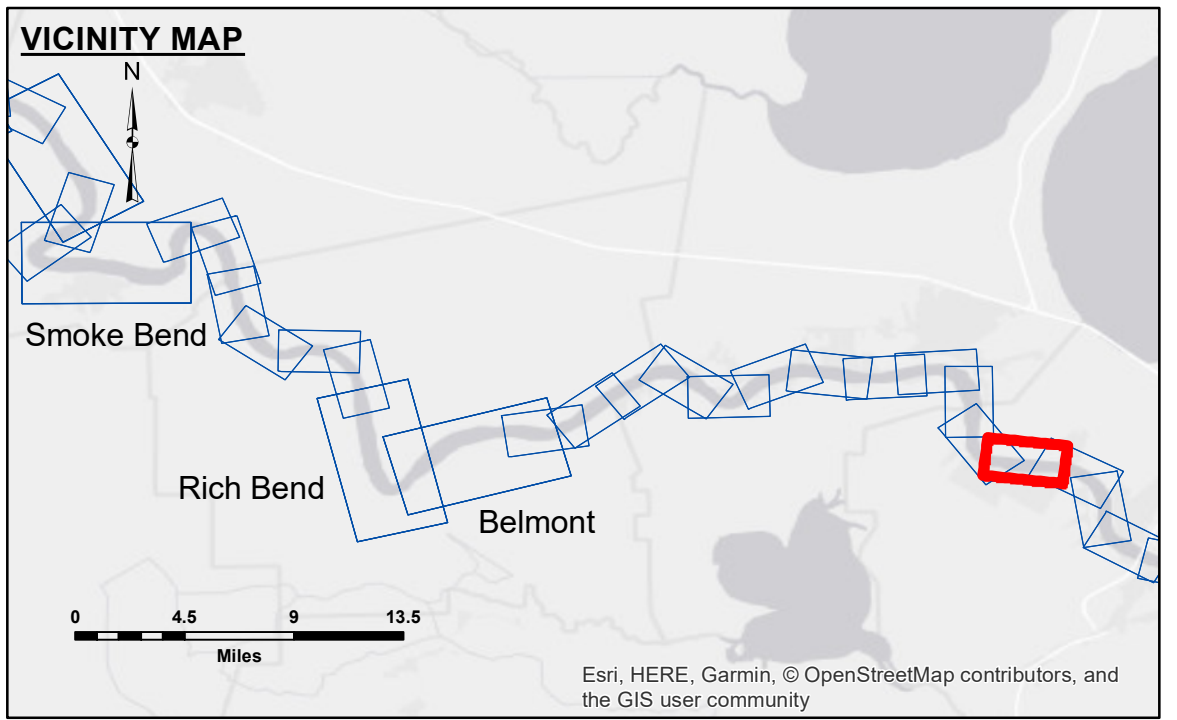 VICINITY MAP
N
Smoke Bend
Rich Bend
Belmont
0 4.5 9 13.5
Miles
Esri, HERE, Garmin, © OpenStreetMap contributors, and
the GIS user community